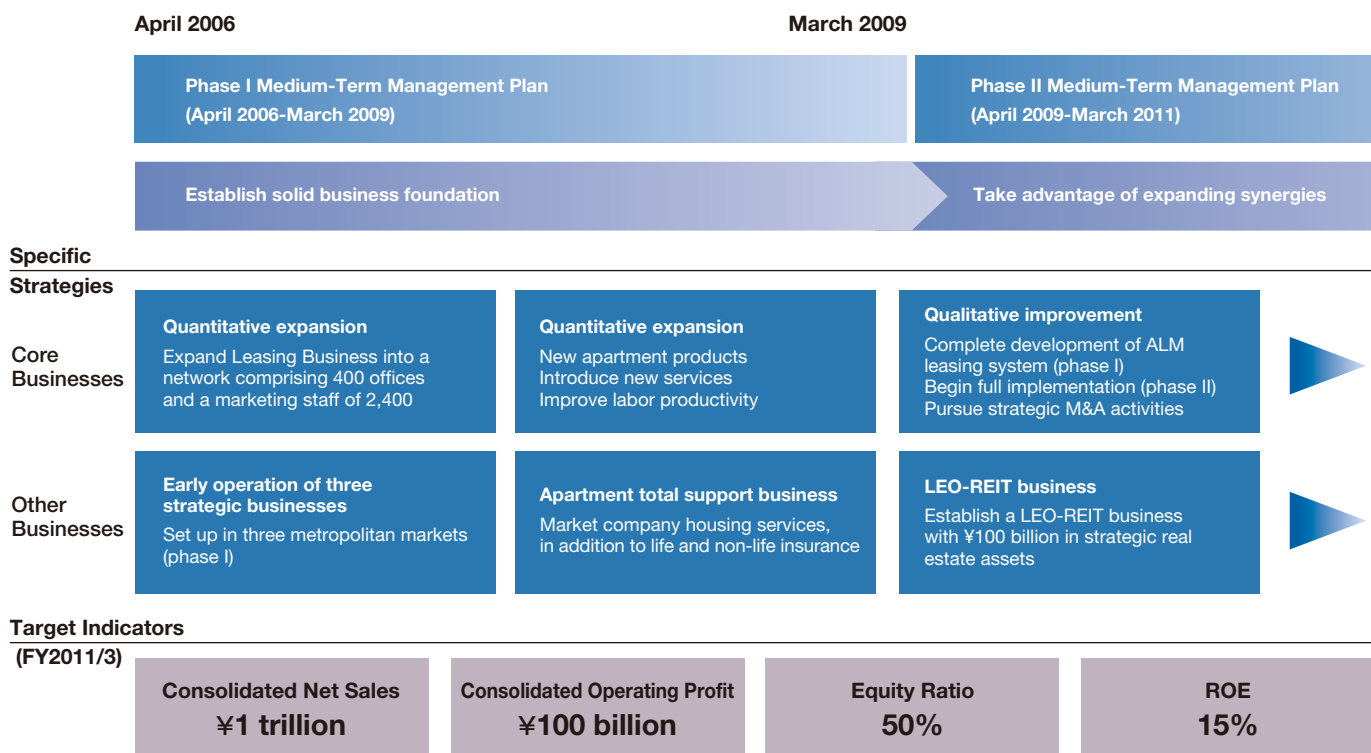 April 2006
March 2009
Phase I Medium-Term Management Plan
(April 2006-March 2009)
Phase II Medium-Term Management Plan
(April 2009-March 2011)
Establish solid business foundation
Take advantage of expanding synergies
Specific
Strategies
Core
Businesses
Quantitative expansion
Expand Leasing Business into a
network comprising 400 offices
and a marketing staff of 2,400
Quantitative expansion
New apartment products
Introduce new services
Improve labor productivity
Qualitative improvement
Complete development of ALM
leasing system (phase I)
Begin full implementation (phase II)
Pursue strategic M&A activities
Other
Businesses
Early operation of three
strategic businesses
Set up in three metropolitan markets
(phase I)
Apartment total support business
Market company housing services,
in addition to life and non-life insurance
LEO-REIT business
Establish a LEO-REIT business
with ¥100 billion in strategic real
estate assets
Target Indicators
(FY2011/3)
Consolidated Net Sales
¥1 trillion
Consolidated Operating Profit
¥100 billion
Equity Ratio
50%
ROE
15%